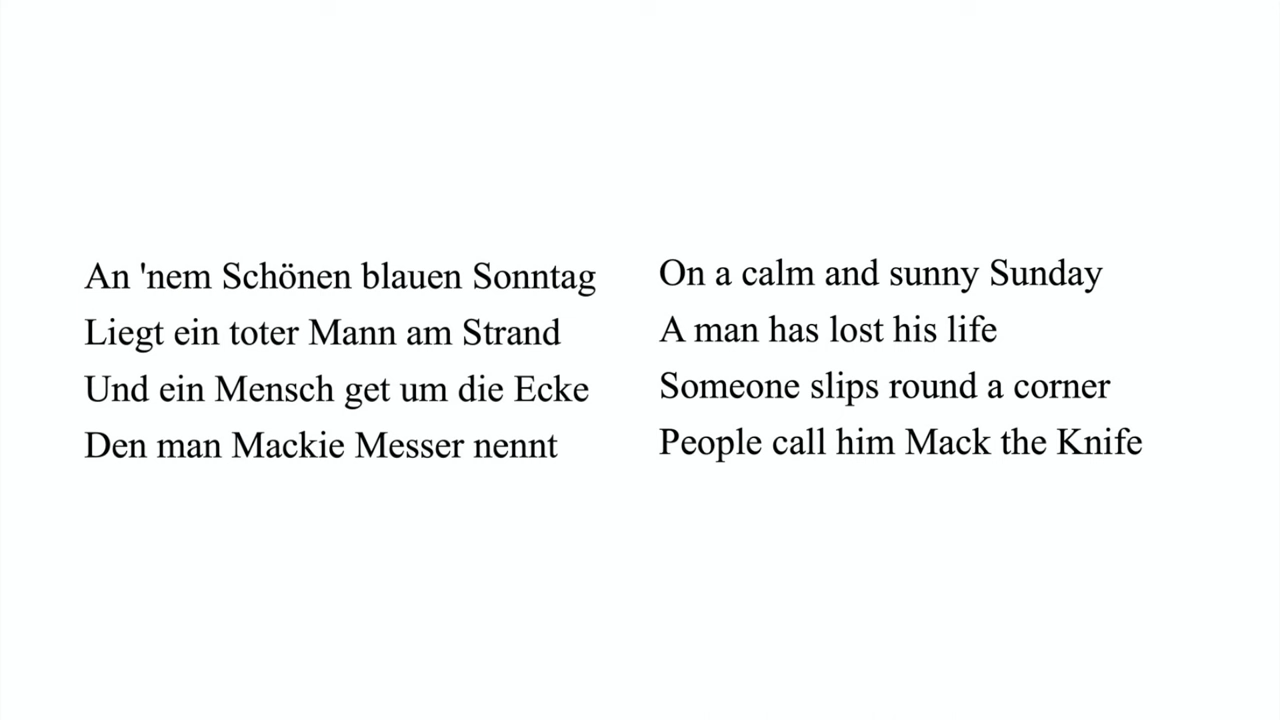 An 'nem Schönen blauen Sonntag
Liegt ein toter Mann am Strand
Und ein Mensch get um die Ecke
Den man Mackie Messer nennt
On a calm and sunny Sunday
A man has lost his life
Someone slips round a corner
People call him Mack the Knife